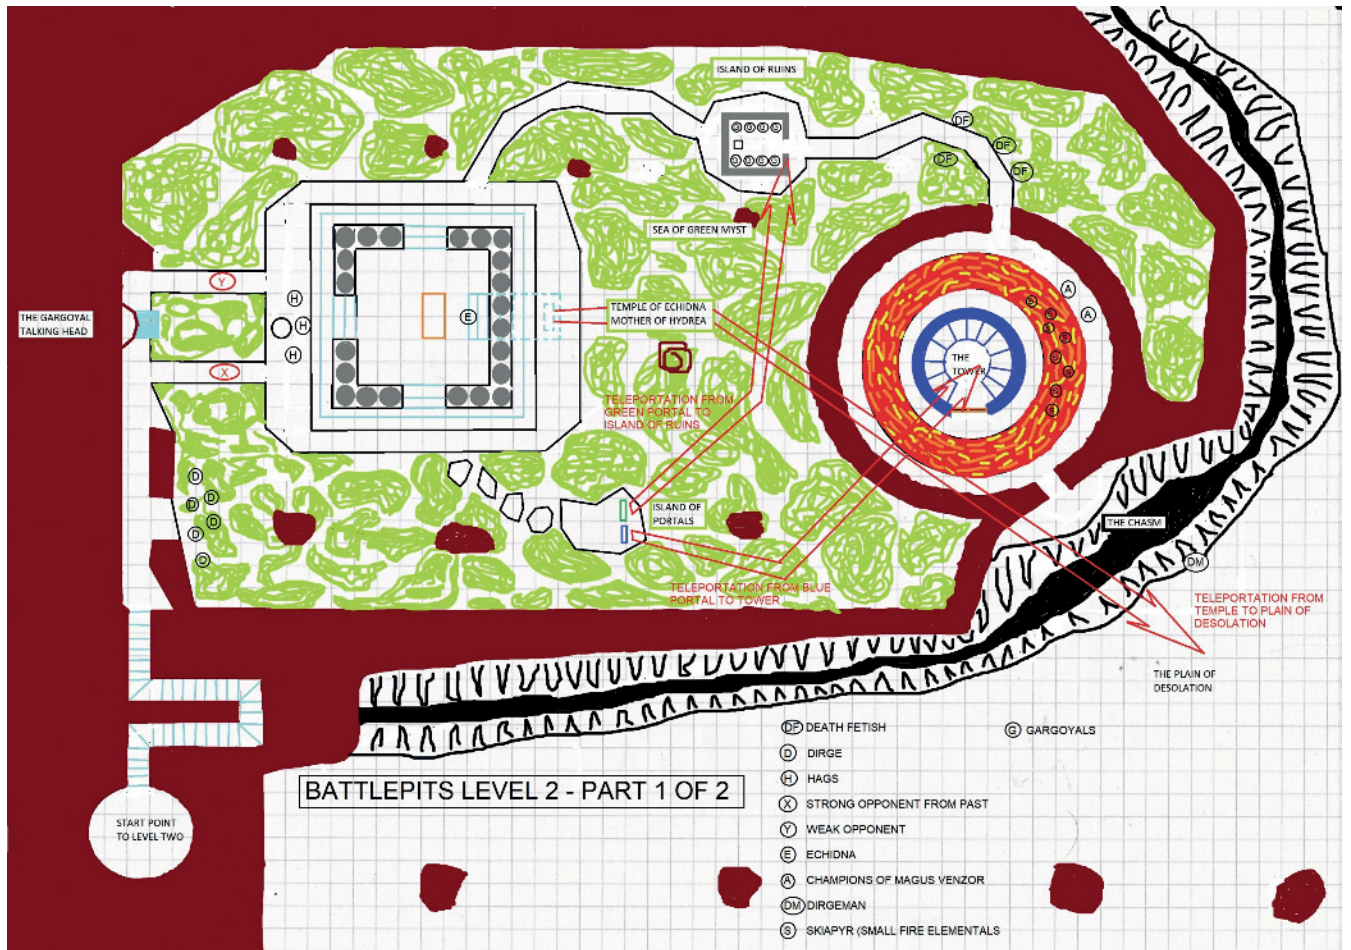 ISLAND OF RUINS
DF
DF
DF
DF
G G G G
G G G G
SEA OF GREEN MYST
Y
H
H
H
THE GARGOYAL
TALKING HEAD
X
E
TEMPLE OF ECHIDNA
MOTHER OF HYDREA
A
A
S
S
S
S
S
S
S
S
THE
TOWER
TELEPORTATION FROM
GREEN PORTAL TO
ISLAND OF RUINS
D
D
D
D
D
D
ISLAND OF
PORTALS
THE CHASM
DM
TELEPORTATION FROM BLUE
PORTAL TO TOWER
TELEPORTATION FROM
TEMPLE TO PLAIN OF
DESOLATION
THE PLAIN OF
DESOLATION
BATTLEPITS LEVEL 2 - PART 1 OF 2
START POINT
TO LEVEL TWO
DF DEATH FETISH
D DIRGE
H HAGS
X STRONG OPPONENT FROM PAST
Y WEAK OPPONENT
E ECHIDNA
A CHAMPIONS OF MAGUS VENZOR
DM DIRGEMAN
S SKIAPYR (SMALL FIRE ELEMENTALS
G GARGOYALS